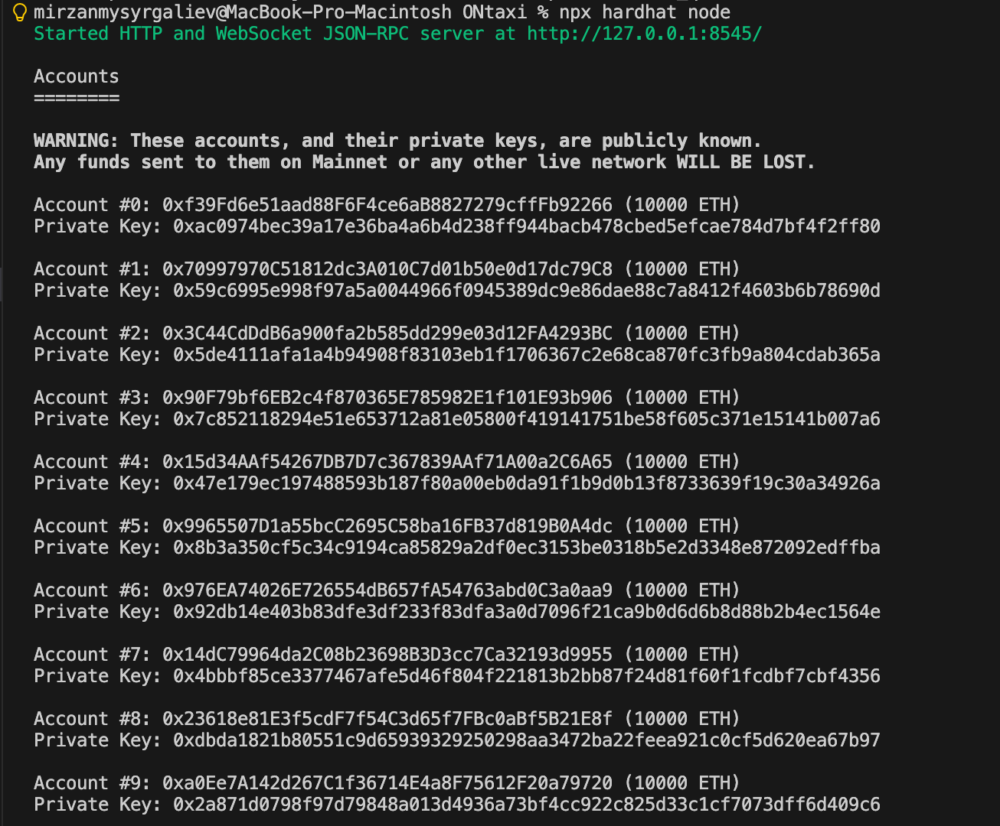 mirzanmysyrgaliev@MacBook-Pro-Macintosh ONtaxi % npx hardhat node
Started HTTP and WebSocket JSON-RPC server at http://127.0.0.1:8545/
Accounts
========
WARNING: These accounts, and their private keys, are publicly known.
Any funds sent to them on Mainnet or any other live network WILL BE LOST.
Account #0: 0xf39Fd6e51aad88F6F4ce6aB8827279cffFb92266 (10000 ETH)
Private Key: 0xac0974bec39a17e36ba4a6b4d238ff944bacb478cbed5efcae784d7bf4f2ff80
Account #1: 0x70997970C51812dc3A010C7d01b50e0d17dc79C8 (10000 ETH)
Private Key: 0x59c6995e998f97a5a0044966f0945389dc9e86dae88c7a8412f4603b6b78690d
Account #2: 0x3C44CdDdB6a900fa2b585dd299e03d12FA4293BC (10000 ETH)
Private Key: 0x5de4111afa1a4b94908f83103eb1f1706367c2e68ca870fc3fb9a804cdab365a
Account #3: 0x90F79bf6EB2c4f870365E785982E1f101E93b906 (10000 ETH)
Private Key: 0x7c852118294e51e653712a81e05800f419141751be58f605c371e15141b007a6
Account #4: 0x15d34AAf54267DB7D7c367839AAf71A00a2C6A65 (10000 ETH)
Private Key: 0x47e179ec197488593b187f80a00eb0da91f1b9d0b13f8733639f19c30a34926a
Account #5: 0x9965507D1a55bcC2695C58ba16FB37d819B0A4dc (10000 ETH)
Private Key: 0x8b3a350cf5c34c9194ca85829a2df0ec3153be0318b5e2d3348e872092edffba
Account #6: 0x976EA74026E726554dB657fA54763abd0C3a0aa9 (10000 ETH)
Private Key: 0x92db14e403b83dfe3df233f83dfa3a0d7096f21ca9b0d6d6b8d88b2b4ec1564e
Account #7: 0x14dC79964da2C08b23698B3D3cc7Ca32193d9955 (10000 ETH)
Private Key: 0x4bbbf85ce3377467afe5d46f804f221813b2bb87f24d81f60f1fcdbf7cbf4356
Account #8: 0x23618e81E3f5cdF7f54C3d65f7FBc0aBf5B21E8f (10000 ETH)
Private Key: 0xdbda1821b80551c9d65939329250298aa3472ba22feea921c0cf5d620ea67b97
Account #9: 0xa0Ee7A142d267C1f36714E4a8F75612F20a79720 (10000 ETH)
Private Key: 0x2a871d0798f97d79848a013d4936a73bf4cc922c825d33c1cf7073dff6d409c6